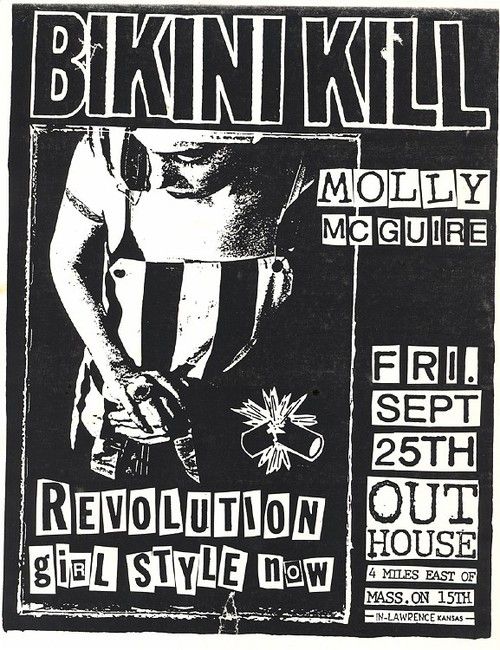 BIKINI KILL
MOLLY
MCGUIRE
FRI.
SEPT
25TH
OUT
HOUSE
4 MILES EAST OF
MASS. ON 15TH
IN-LAWRENCE KANSAS
REVOLUTION
giRL STYLE now